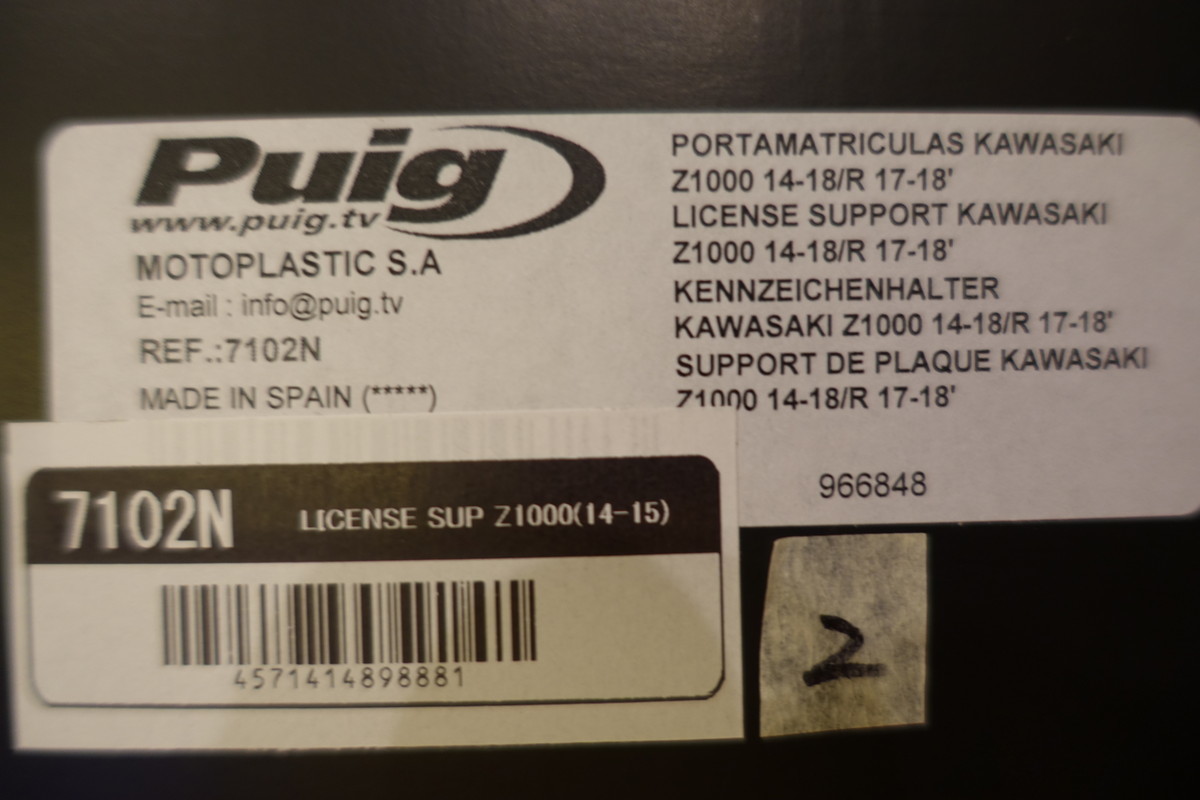 Puig
www.puig.tv
MOTOPLASTIC S.A
E-mail : info@puig.tv
REF.:7102N
MADE IN SPAIN (*****)
PORTAMATRICULAS KAWASAKI
Z1000 14-18/R 17-18'
LICENSE SUPPORT KAWASAKI
Z1000 14-18/R 17-18'
KENNZEICHENHALTER
KAWASAKI Z1000 14-18/R 17-18'
SUPPORT DE PLAQUE KAWASAKI
Z1000 14-18/R 17-18'
966848
7102N LICENSE SUP Z1000(14-15)
4571414898881
2